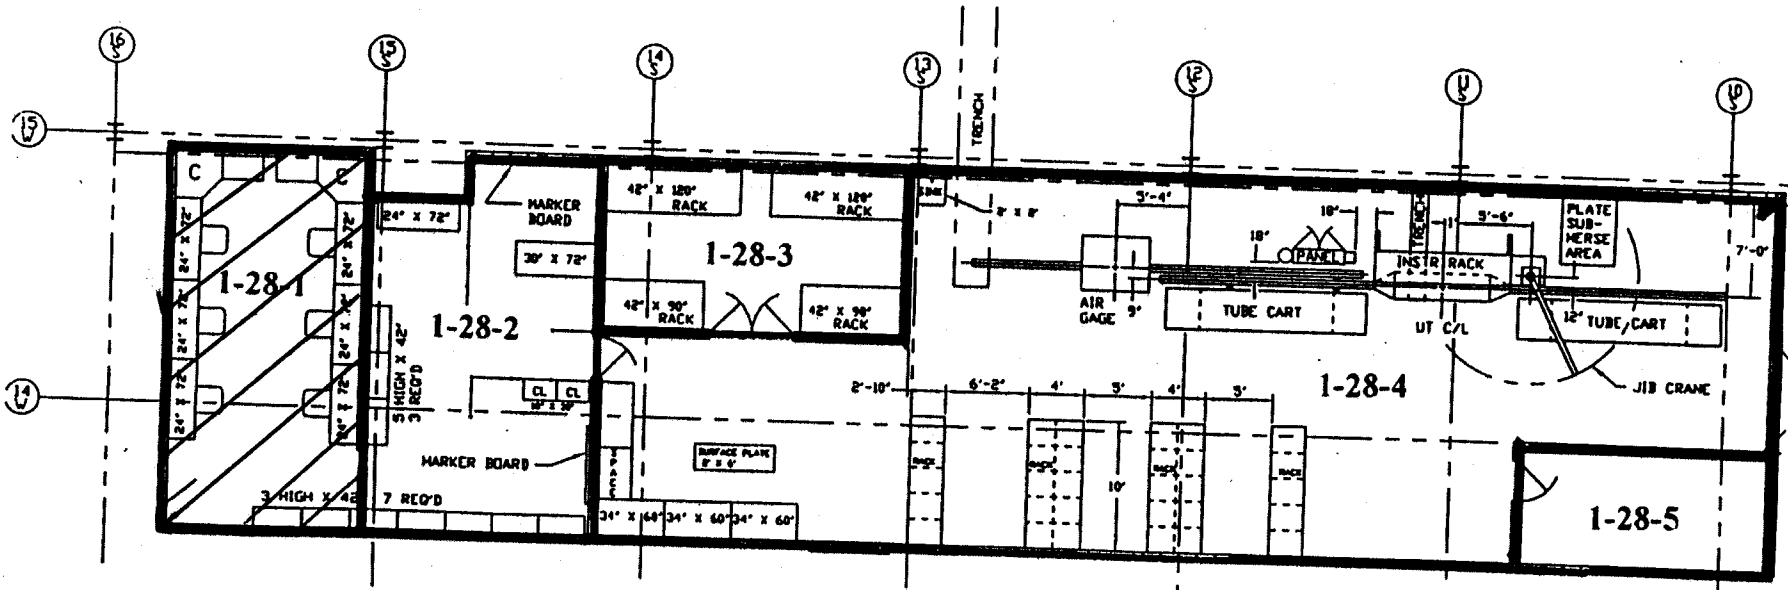 16
S
15
S
14
S
13
S
12
S
11
S
10
S
15
W
14
W
TRENCH
C
C
24" X 72"
24" X 72"
24" X 72"
24" X 72"
24" X 72"
24" X 72"
1-28-1
24" X 72"
MARKER
BOARD
30" X 72"
1-28-2
5 HIGH X 42"
3 REQ'D
CL
CL
MARKER BOARD
3 HIGH X 42
7 REQ'D
42" X 120"
RACK
42" X 120"
RACK
1-28-3
42" X 90"
RACK
42" X 90"
RACK
SINK
2' X 2'
5'-4"
18"
18"
PANEL
TRENCH
1'
5'-6"
PLATE
SUB-
MERSE
AREA
7'-0"
INSTR RACK
AIR
GAGE
9"
TUBE CART
UT C/L
12"
TUBE CART
JIB CRANE
1-28-4
2'-10"
6'-2"
4'
5'
4'
5'
SURFACE PLATE
SPACE
34" X 60"
34" X 60"
34" X 60"
RACK
RACK
10'
RACK
RACK
1-28-5